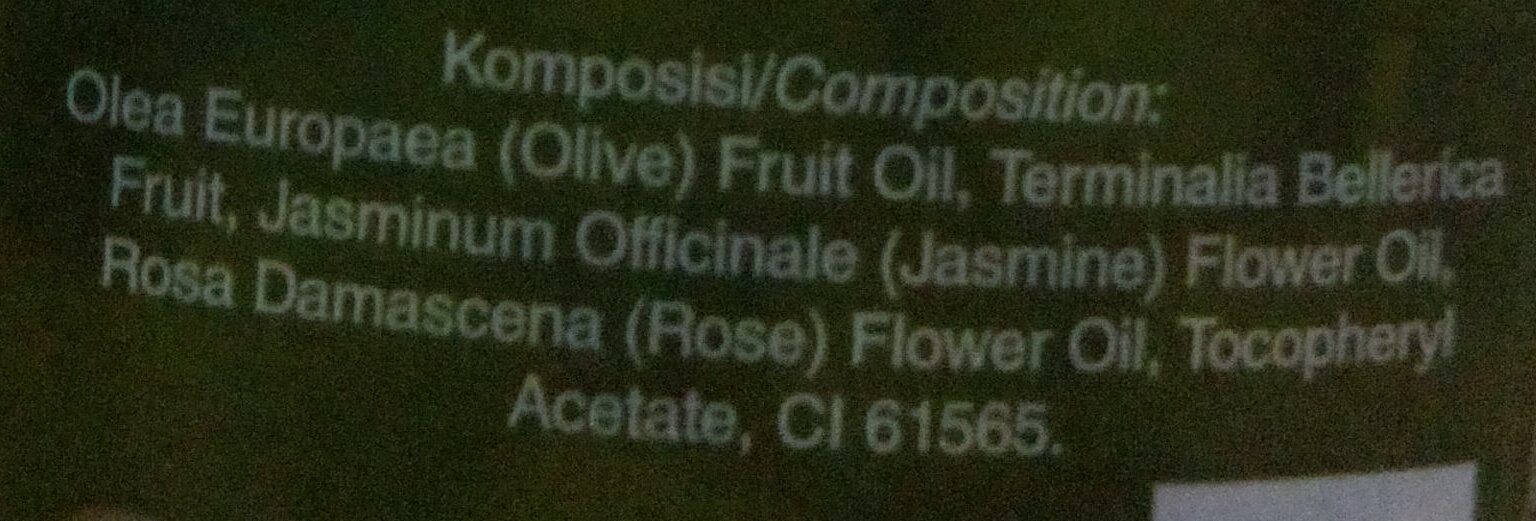 Komposisi/Composition:
Olea Europaea (Olive) Fruit Oil, Terminalia Bellerica
Fruit, Jasminum Officinale (Jasmine) Flower Oil,
Rosa Damascena (Rose) Flower Oil, Tocopheryl
Acetate, CI 61565.